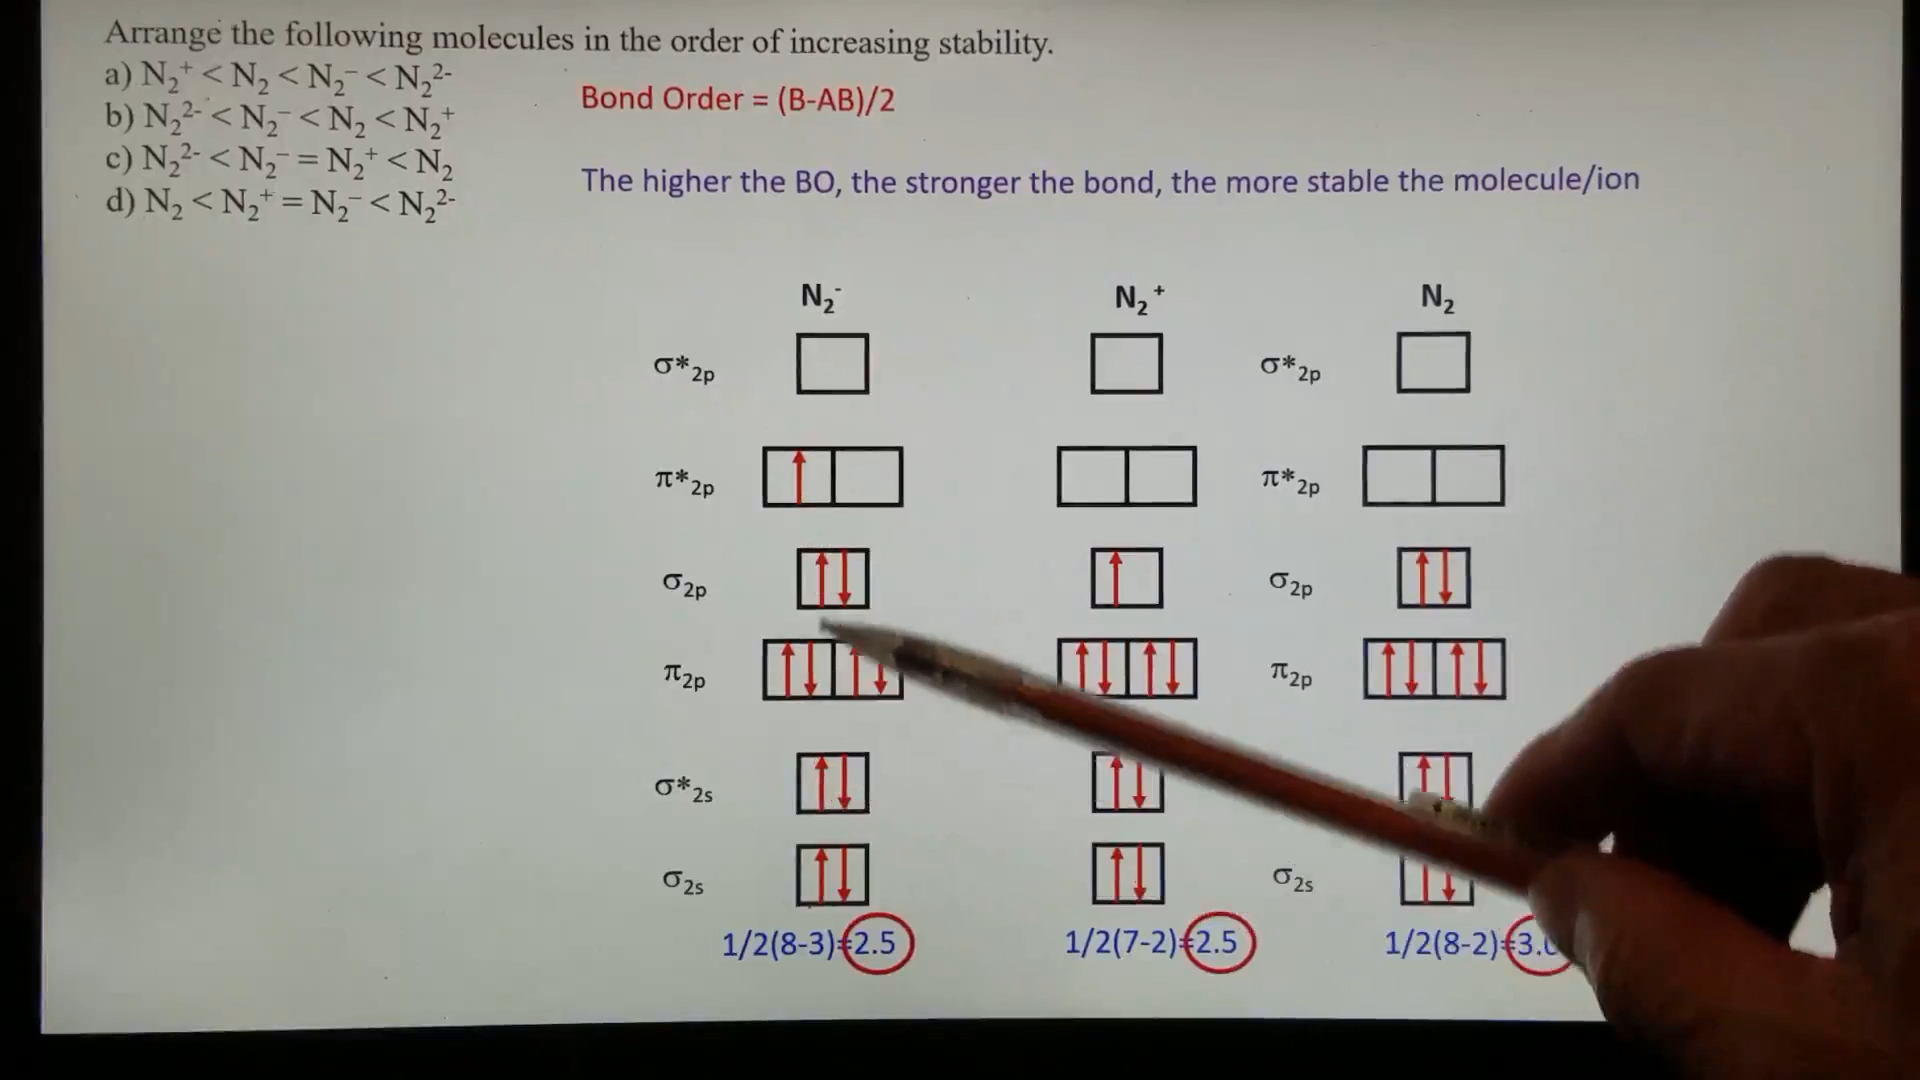 Arrange the following molecules in the order of increasing stability.
a) N₂⁺ < N₂ < N₂⁻ < N₂²⁻
b) N₂²⁻ < N₂⁻ < N₂ < N₂⁺
c) N₂²⁻ < N₂⁻ = N₂⁺ < N₂
d) N₂ < N₂⁺ = N₂⁻ < N₂²⁻
Bond Order = (B-AB)/2
The higher the BO, the stronger the bond, the more stable the molecule/ion
N₂⁻ N₂⁺ N₂
σ*2p σ*2p
π*2p π*2p
σ2p σ2p
π2p π2p
σ*2s
σ2s σ2s
1/2(8-3)=2.5 1/2(7-2)=2.5 1/2(8-2)=3.